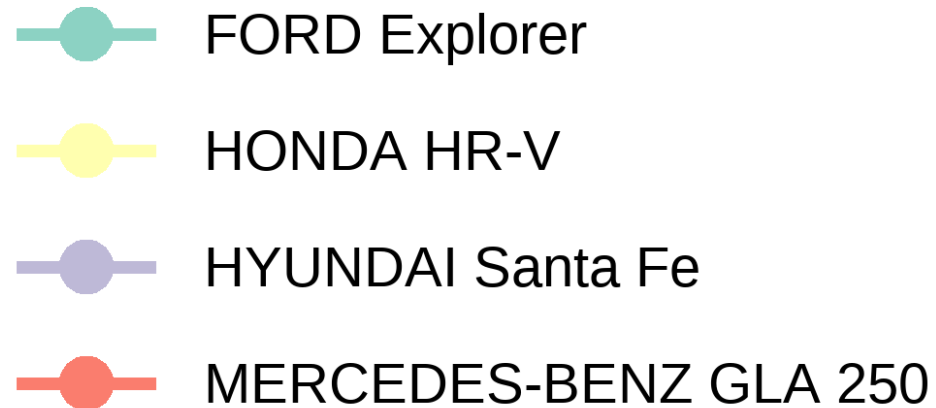 FORD Explorer
HONDA HR-V
HYUNDAI Santa Fe
MERCEDES-BENZ GLA 250